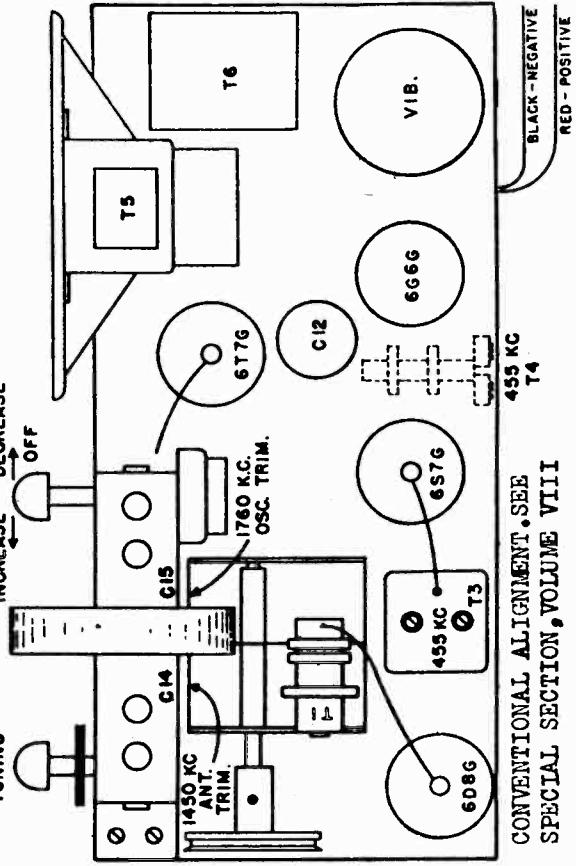 TUNING
INCREASE DECREASE
OFF
T5
T6
C14
C15
1450 KC
ANT.
TRIM.
1760 K.C.
OSC. TRIM.
T1
6T7G
C12
6G6G
VIB.
6D8G
455 KC
T3
6S7G
455 KC
T4
BLACK-NEGATIVE
RED-POSITIVE
CONVENTIONAL ALIGNMENT.SEE
SPECIAL SECTION,VOLUME VIII